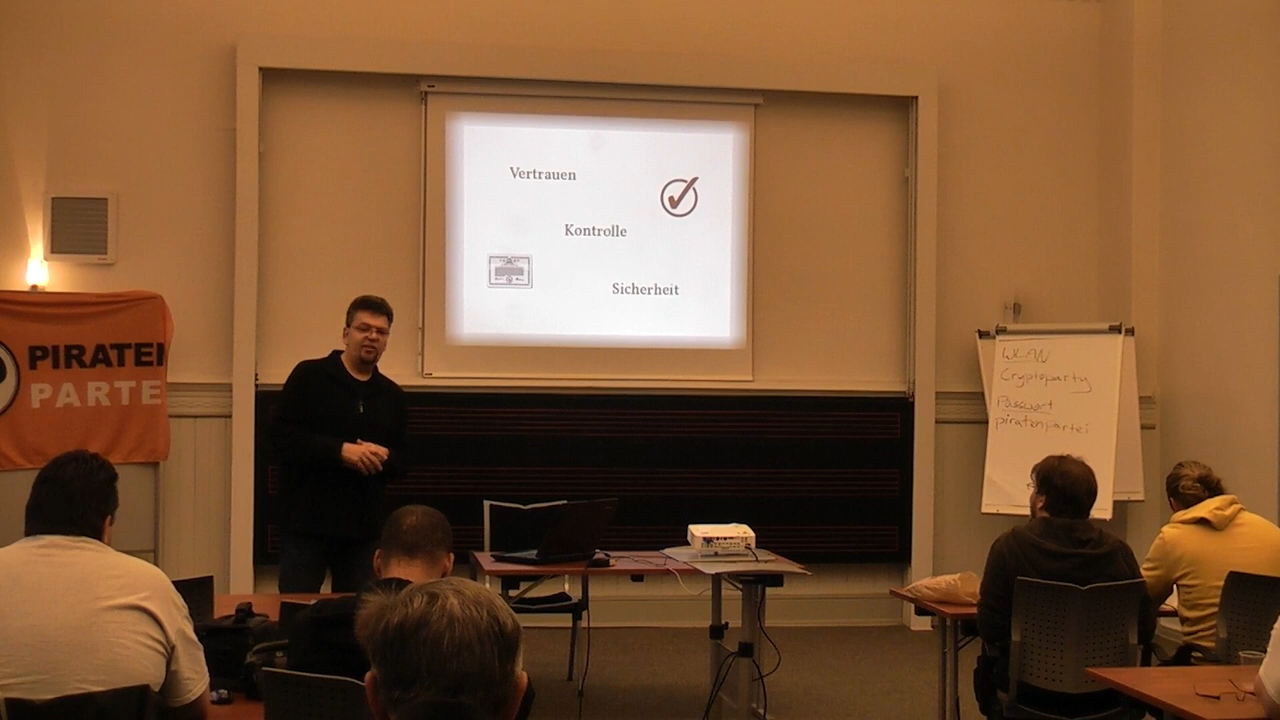 Vertrauen
Kontrolle
Sicherheit
PIRATEN
PARTE
WLAN
Cryptoparty
Passwort
piratenpartei